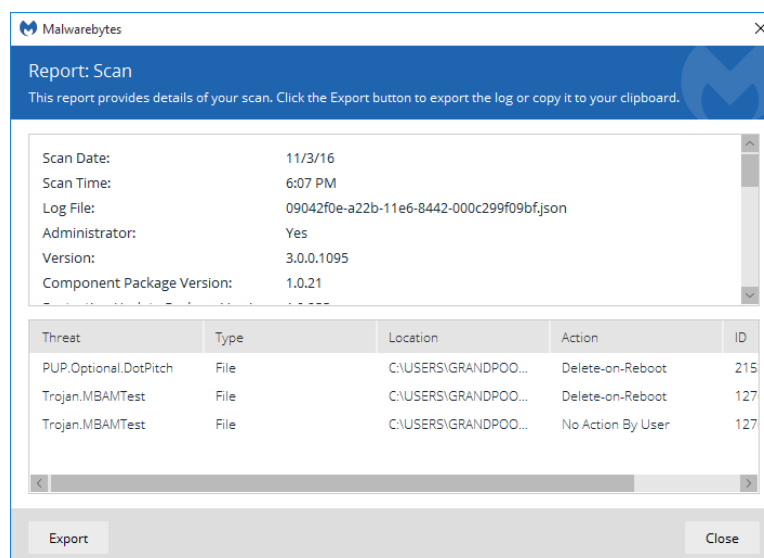 Malwarebytes
Report: Scan
This report provides details of your scan. Click the Export button to export the log or copy it to your clipboard.
Scan Date: 11/3/16
Scan Time: 6:07 PM
Log File: 09042f0e-a22b-11e6-8442-000c299f09bf.json
Administrator: Yes
Version: 3.0.0.1095
Component Package Version: 1.0.21
Threat Type Location Action ID
PUP.Optional.DotPitch File C:\USERS\GRANDPOO... Delete-on-Reboot 215
Trojan.MBAMTest File C:\USERS\GRANDPOO... Delete-on-Reboot 127
Trojan.MBAMTest File C:\USERS\GRANDPOO... No Action By User 127
Export Close